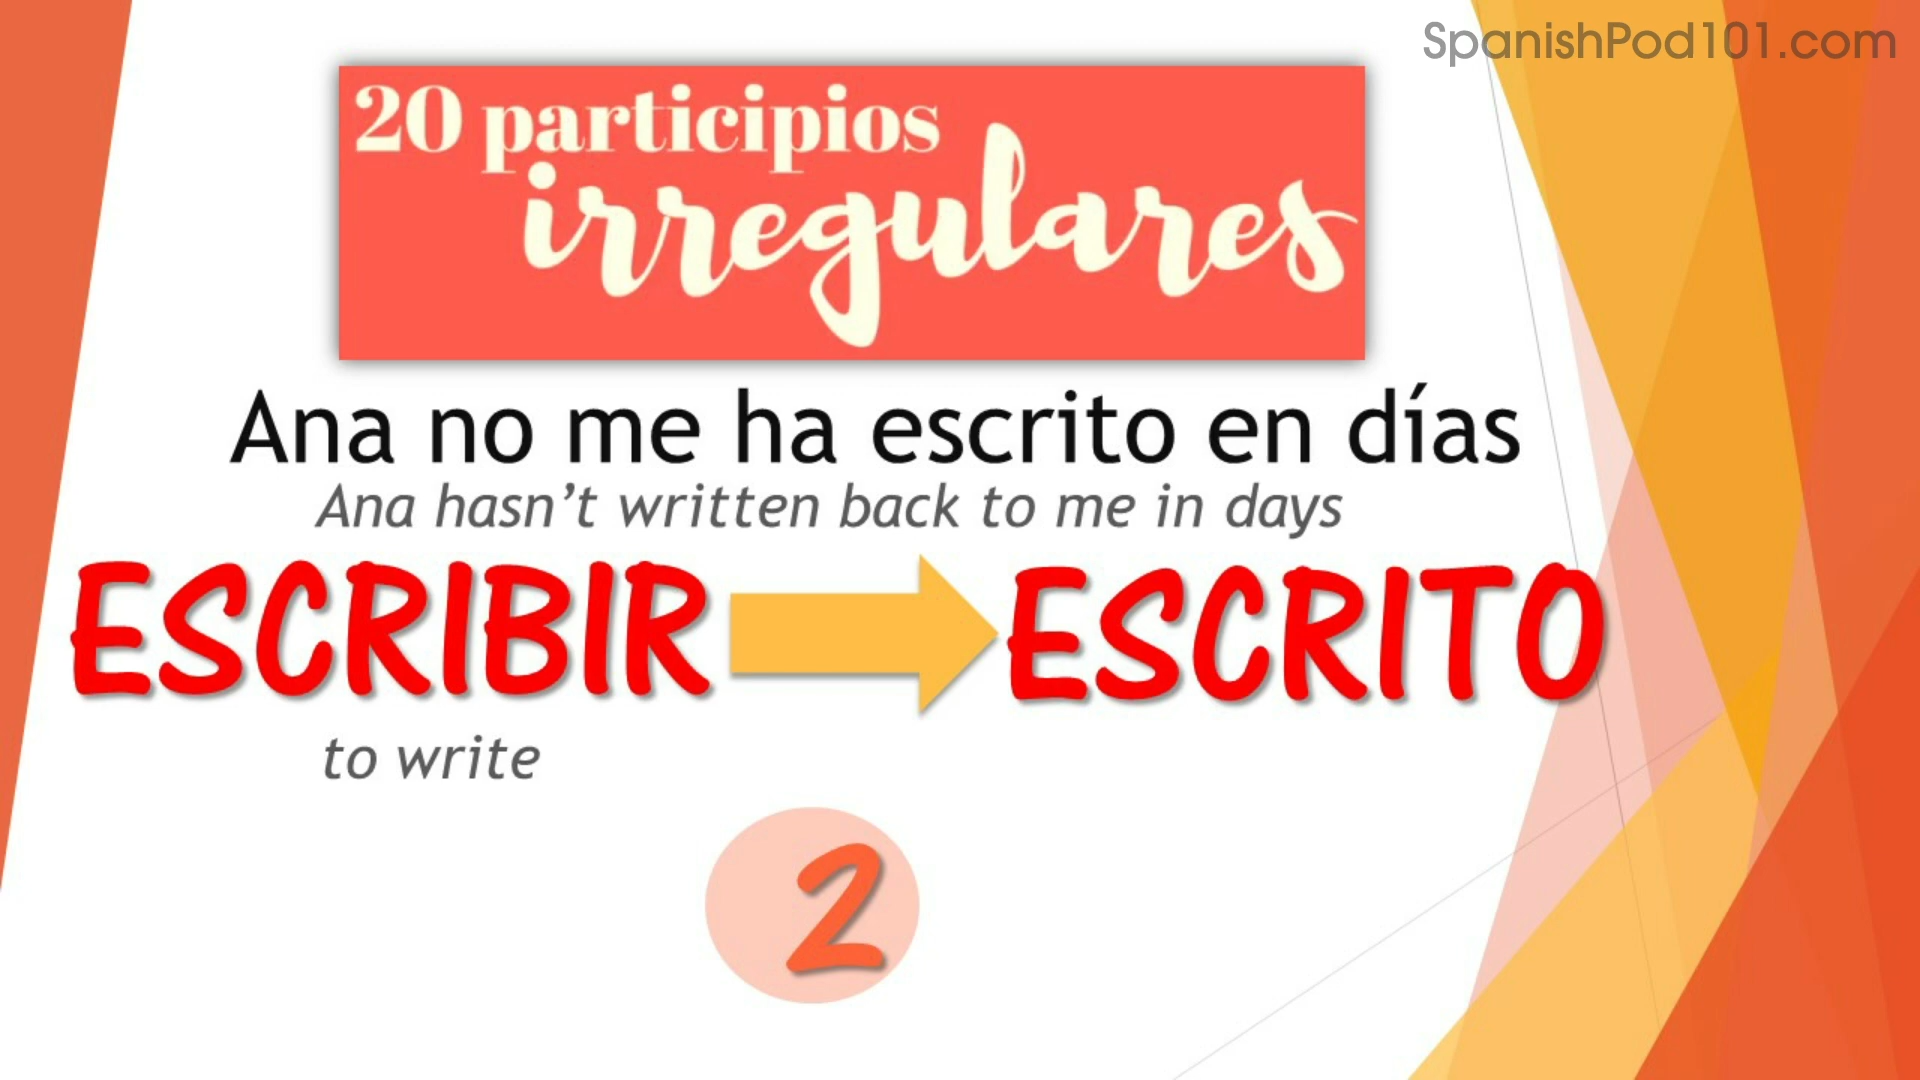 SpanishPod101.com
20 participios
irregulares
Ana no me ha escrito en días
Ana hasn't written back to me in days
ESCRIBIR ESCRITO
to write
2